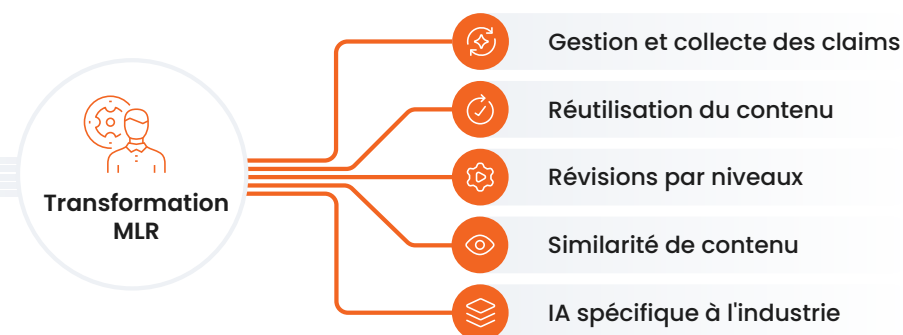 Transformation
MLR
Gestion et collecte des claims
Réutilisation du contenu
Révisions par niveaux
Similarité de contenu
IA spécifique à l'industrie